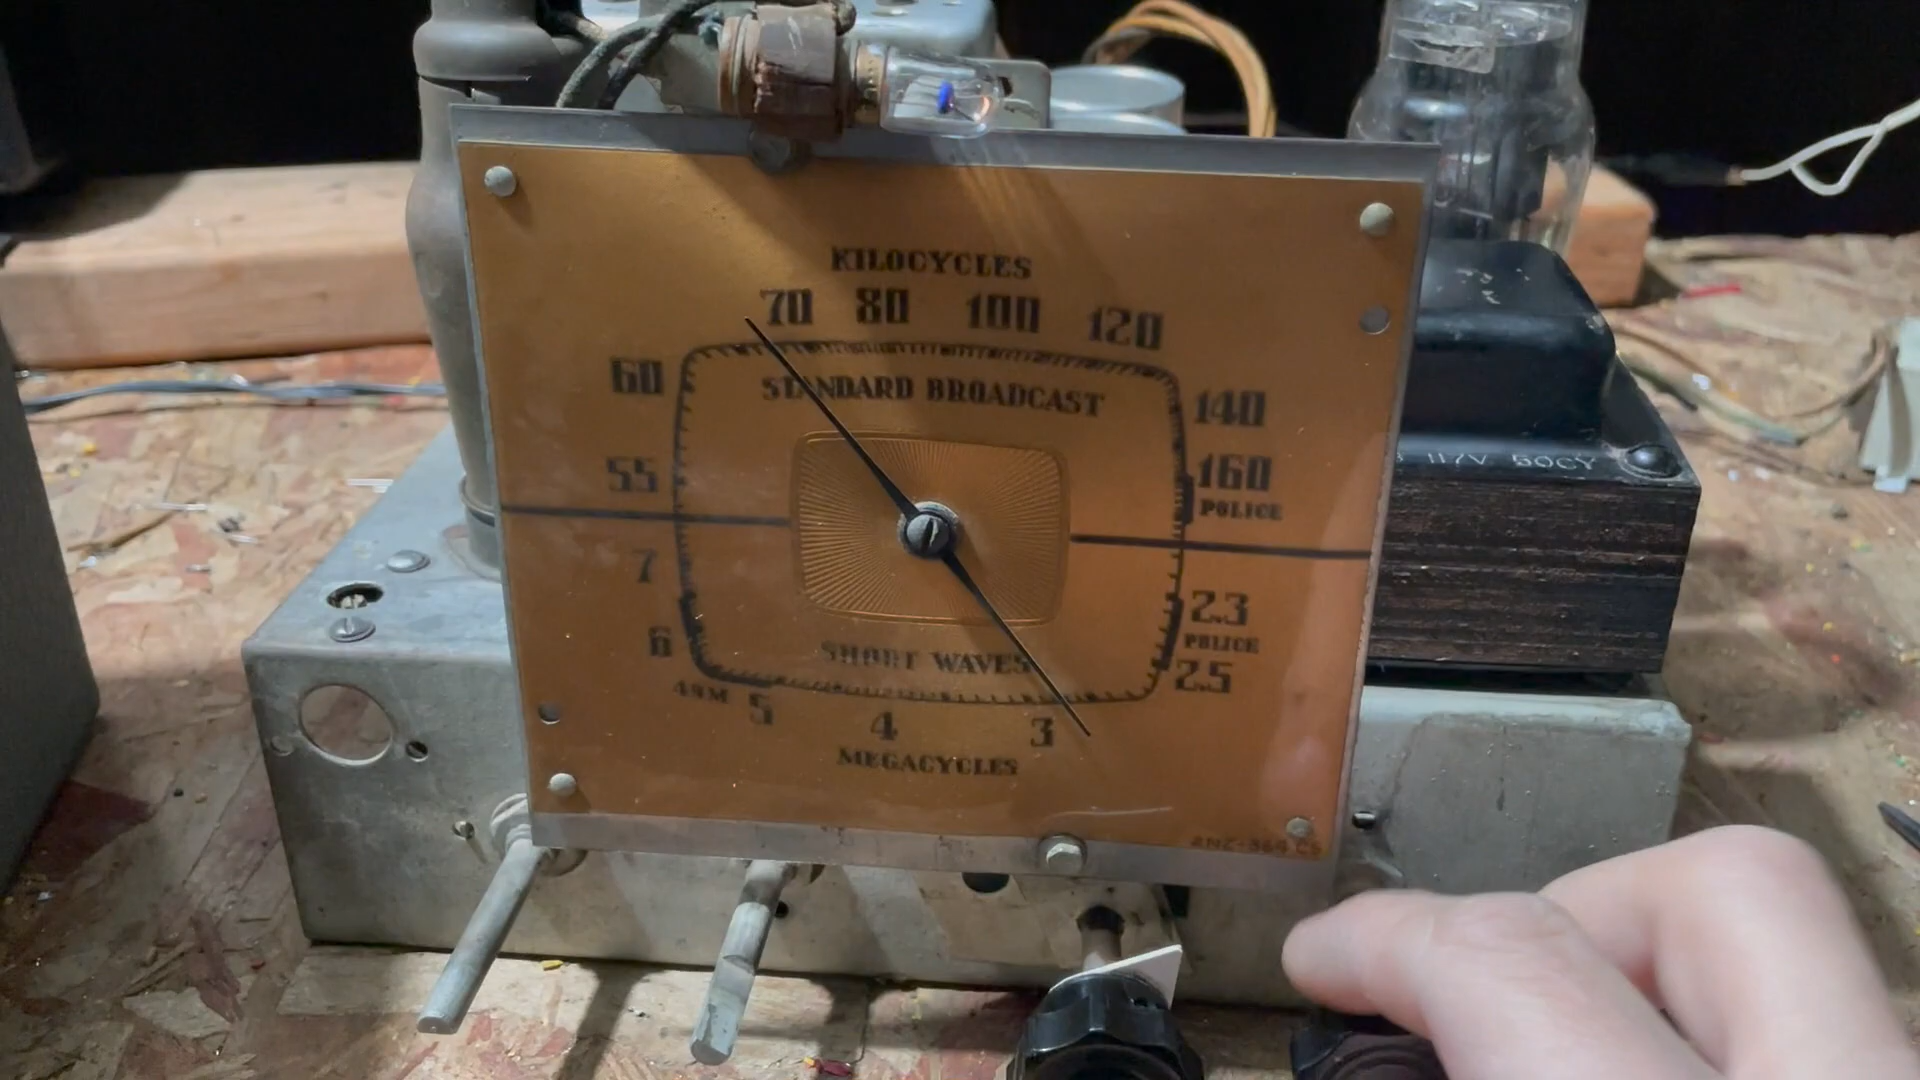 KILOCYCLES
70 80 100 120
60 STANDARD BROADCAST 140
55 160
POLICE
117V 50CY
7 2.3
POLICE
6 SHORT WAVES 2.5
49M 5 4 3
MEGACYCLES